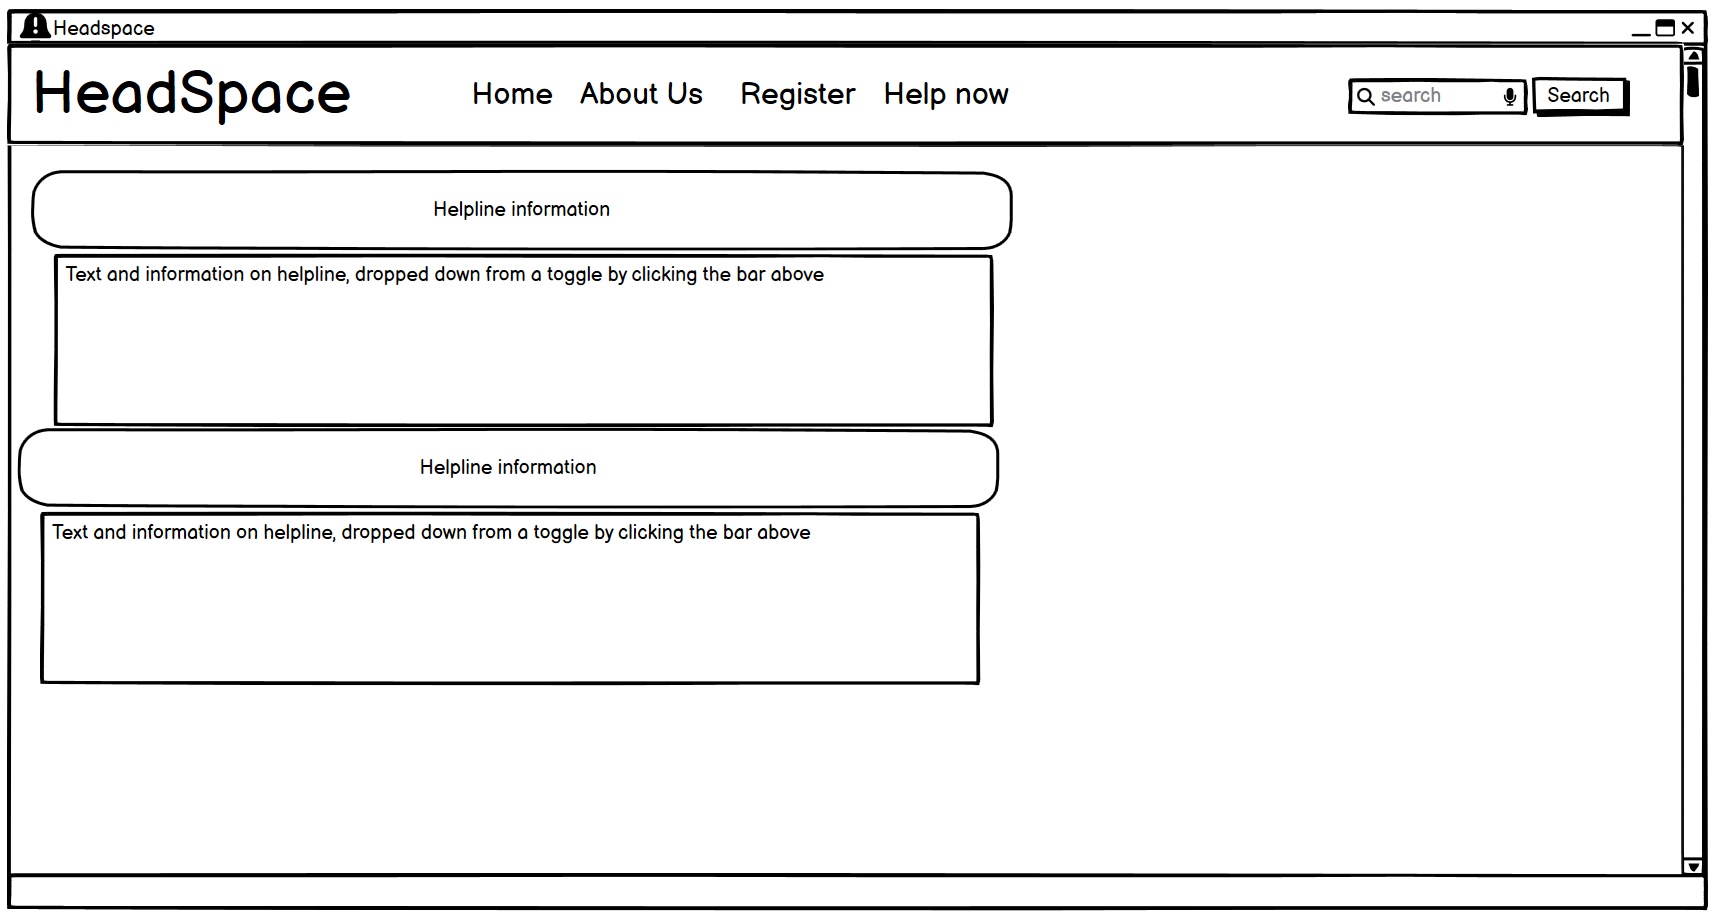 Headspace
HeadSpace
Home About Us Register Help now
search
Search
Helpline information
Text and information on helpline, dropped down from a toggle by clicking the bar above
Helpline information
Text and information on helpline, dropped down from a toggle by clicking the bar above